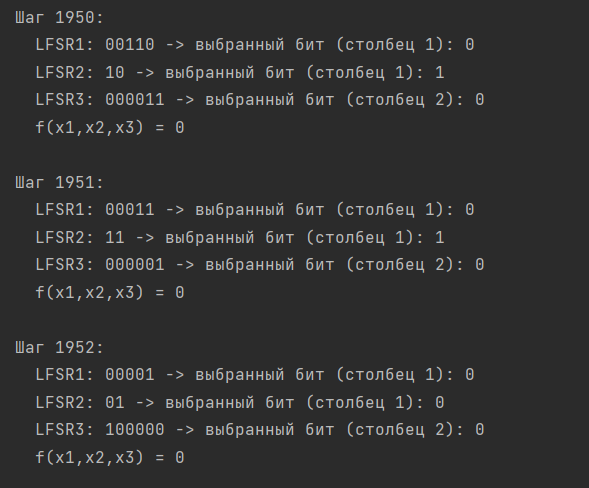 Шаг 1950:
LFSR1: 00110 -> выбранный бит (столбец 1): 0
LFSR2: 10 -> выбранный бит (столбец 1): 1
LFSR3: 000011 -> выбранный бит (столбец 2): 0
f(x1,x2,x3) = 0
Шаг 1951:
LFSR1: 00011 -> выбранный бит (столбец 1): 0
LFSR2: 11 -> выбранный бит (столбец 1): 1
LFSR3: 000001 -> выбранный бит (столбец 2): 0
f(x1,x2,x3) = 0
Шаг 1952:
LFSR1: 00001 -> выбранный бит (столбец 1): 0
LFSR2: 01 -> выбранный бит (столбец 1): 0
LFSR3: 100000 -> выбранный бит (столбец 2): 0
f(x1,x2,x3) = 0